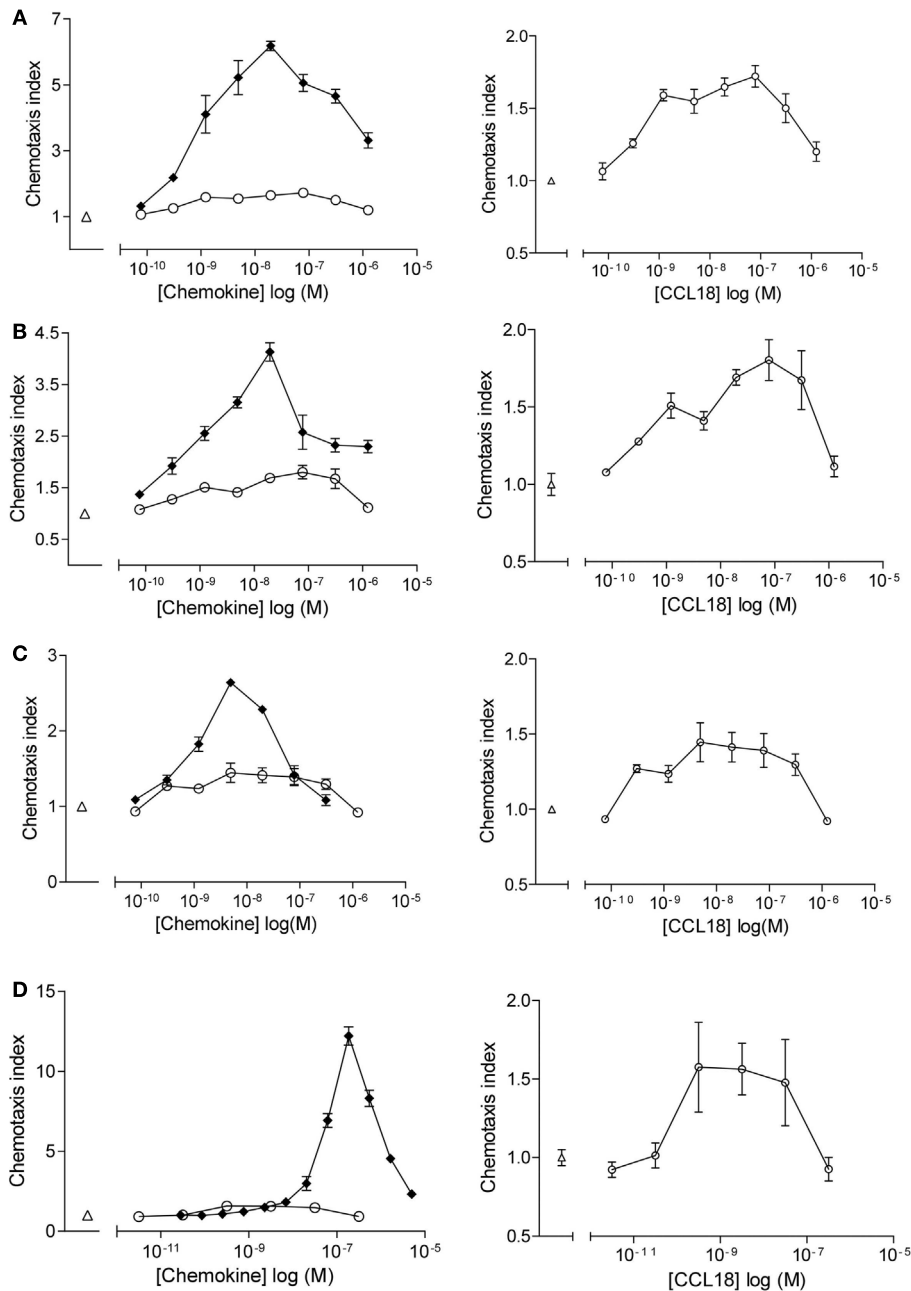 A
Chemotaxis index
7
5
3
1
10-10 10-9 10-8 10-7 10-6 10-5
[Chemokine] log (M)
Chemotaxis index
2.0
1.5
1.0
0.5
10-10 10-9 10-8 10-7 10-6 10-5
[CCL18] log (M)
B
Chemotaxis index
4.5
3.5
2.5
1.5
0.5
10-10 10-9 10-8 10-7 10-6 10-5
[Chemokine] log (M)
Chemotaxis index
2.0
1.5
1.0
0.5
10-10 10-9 10-8 10-7 10-6 10-5
[CCL18] log (M)
C
Chemotaxis index
3
2
1
0
10-10 10-9 10-8 10-7 10-6 10-5
[Chemokine] log(M)
Chemotaxis index
2.0
1.5
1.0
0.5
10-10 10-9 10-8 10-7 10-6 10-5
[CCL18] log(M)
D
Chemotaxis index
15
10
5
0
10-11 10-9 10-7 10-5
[Chemokine] log (M)
Chemotaxis index
2.0
1.5
1.0
0.5
10-11 10-9 10-7 10-5
[CCL18] log (M)